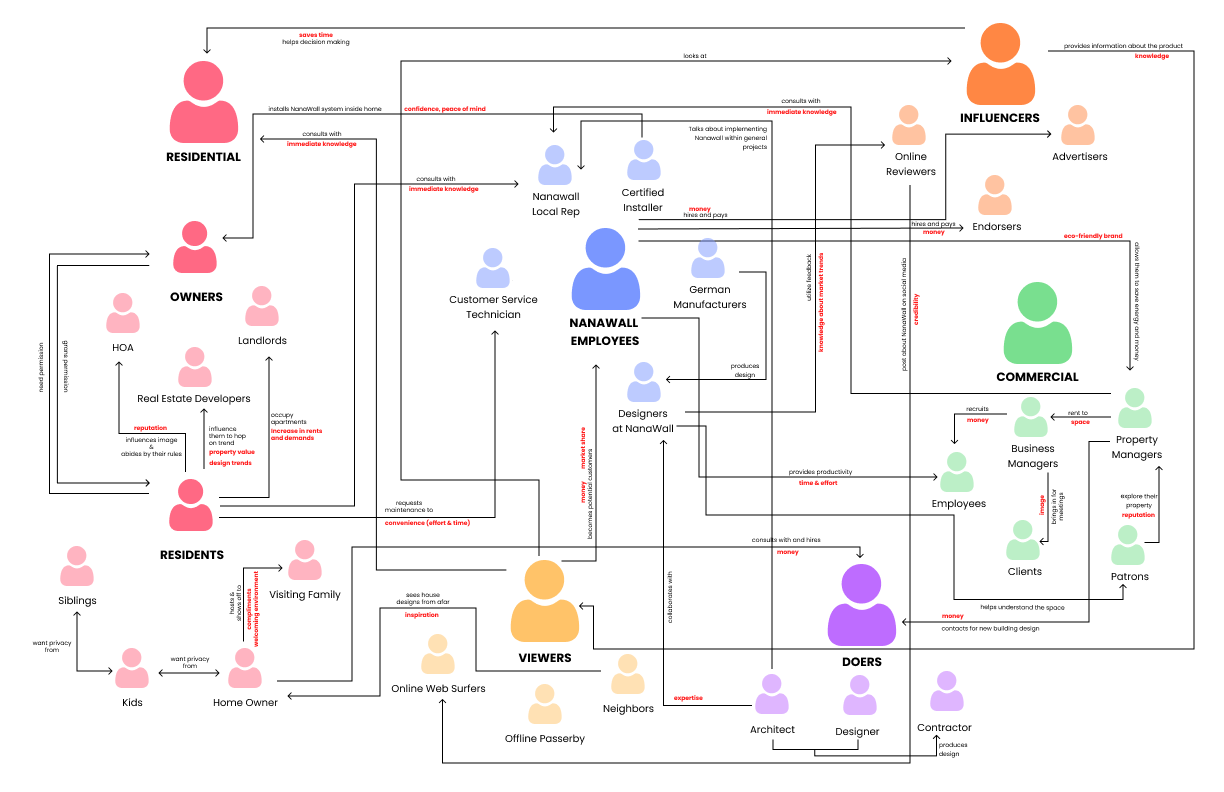 saves time
helps decision making
provides information about the product
knowledge
looks at
INFLUENCERS
RESIDENTIAL
installs NanaWall system inside home
confidence, peace of mind
consults with
immediate knowledge
consults with
immediate knowledge
Talks about implementing
Nanawall within general
projects
Online
Reviewers
Advertisers
consults with
immediate knowledge
Nanawall
Local Rep
Certified
Installer
money
hires and pays
hires and pays
money
Endorsers
eco-friendly brand
allows them to save energy and money
OWNERS
Customer Service
Technician
German
Manufacturers
utilize feedback
knowledge about market trends
post about NanaWall on social media
credibility
NANAWALL
EMPLOYEES
HOA
Landlords
need permission
grans permission
Real Estate Developers
produces
design
COMMERCIAL
Designers
at NanaWall
reputation
influences image
&
abides by their rules
influence
them to hep
on trend
property value
design trends
occupy
apartments
Increase in rents
and demands
recruits
money
rent to
space
Business
Managers
Property
Managers
market share
money
becomes potential customers
provides productivity
time & effort
Employees
image
brings in for
meetings
explore their
property
reputation
requests
maintenance to
convenience (effort & time)
RESIDENTS
consults with and hires
money
Clients
Patrons
Siblings
Visiting Family
hosts &
shows off to
compliments
welcoming environment
sees house
designs from afar
inspiration
collaborates with
helps understand the space
money
contacts for new building design
want privacy
from
want privacy
from
VIEWERS
DOERS
Kids
Home Owner
Online Web Surfers
Neighbors
Offline Passerby
expertise
Architect
Designer
Contractor
produces
design